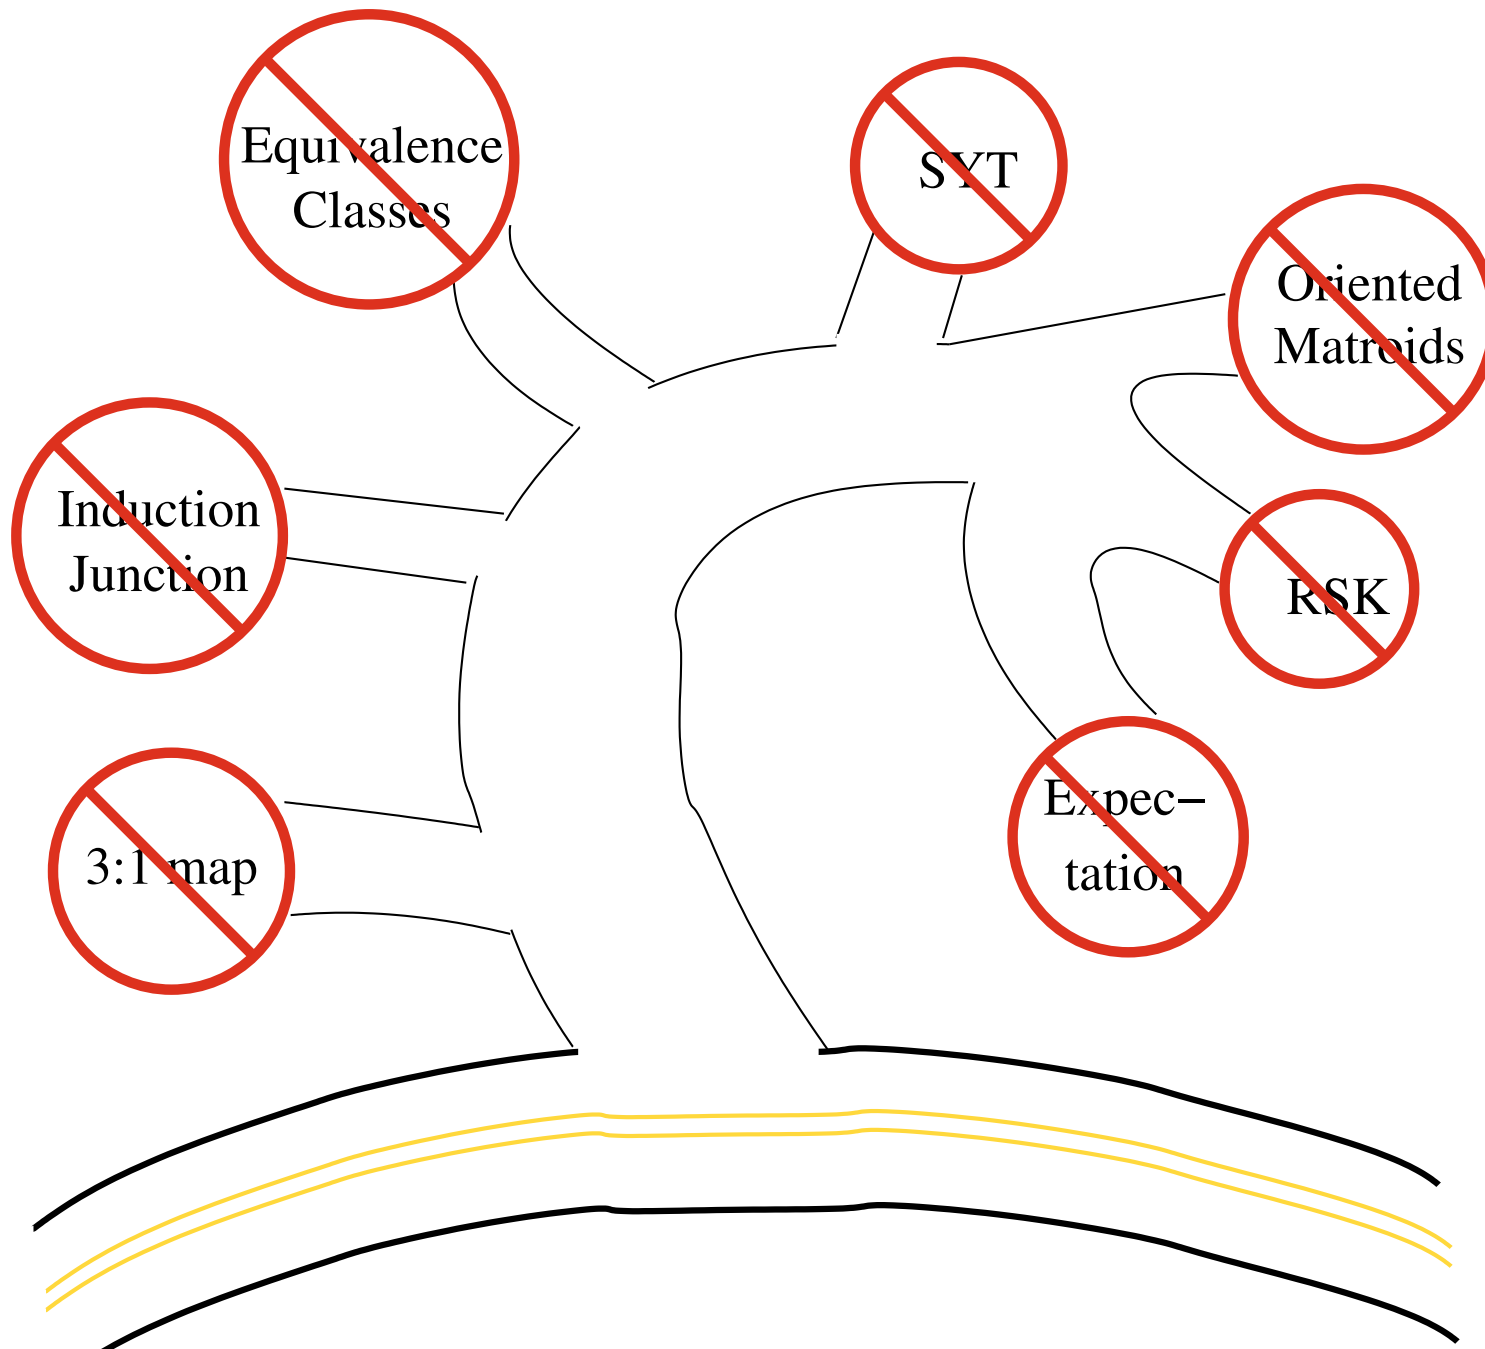 Equivalence
Classes
SYT
Oriented
Matroids
Induction
Junction
RSK
Expec–
tation
3:1 map